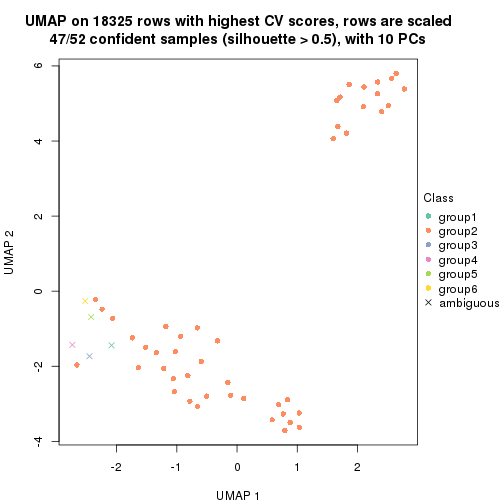 UMAP on 18325 rows with highest CV scores, rows are scaled
47/52 confident samples (silhouette > 0.5), with 10 PCs
6
4
2
0
-2
-4
UMAP 2
-2
-1
0
1
2
UMAP 1
Class
group1
group2
group3
group4
group5
group6
ambiguous